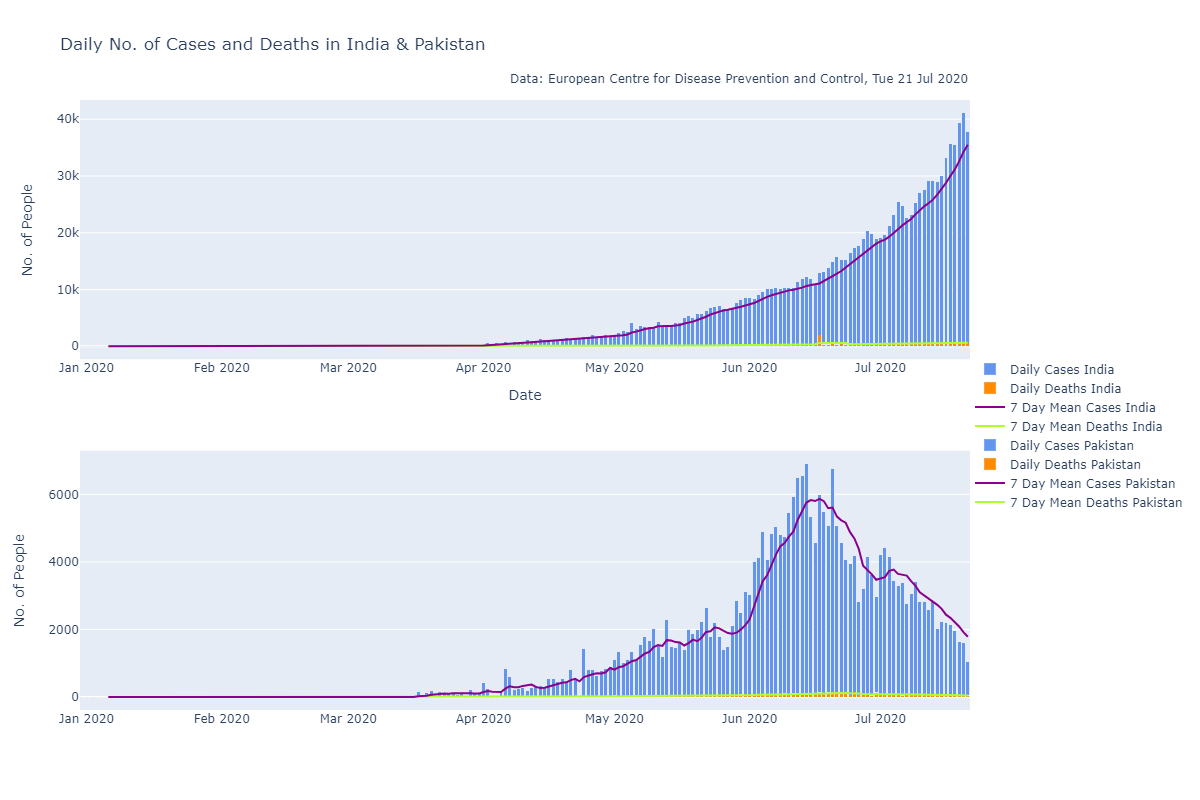 Daily No. of Cases and Deaths in India & Pakistan
Data: European Centre for Disease Prevention and Control, Tue 21 Jul 2020
No. of People
40k
30k
20k
10k
0
Jan 2020 Feb 2020 Mar 2020 Apr 2020 May 2020 Jun 2020 Jul 2020
Date
Daily Cases India
Daily Deaths India
7 Day Mean Cases India
7 Day Mean Deaths India
Daily Cases Pakistan
Daily Deaths Pakistan
7 Day Mean Cases Pakistan
7 Day Mean Deaths Pakistan
No. of People
6000
4000
2000
0
Jan 2020 Feb 2020 Mar 2020 Apr 2020 May 2020 Jun 2020 Jul 2020